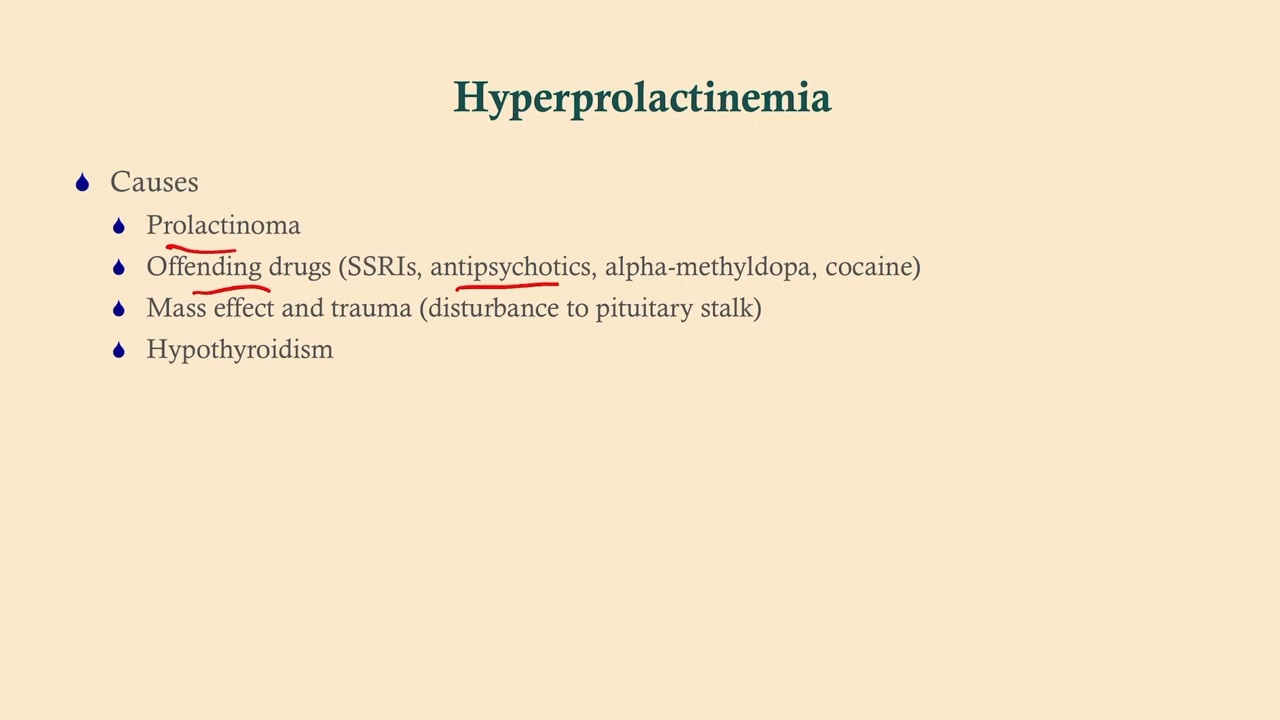 Hyperprolactinemia
Causes
Prolactinoma
Offending drugs (SSRIs, antipsychotics, alpha-methyldopa, cocaine)
Mass effect and trauma (disturbance to pituitary stalk)
Hypothyroidism